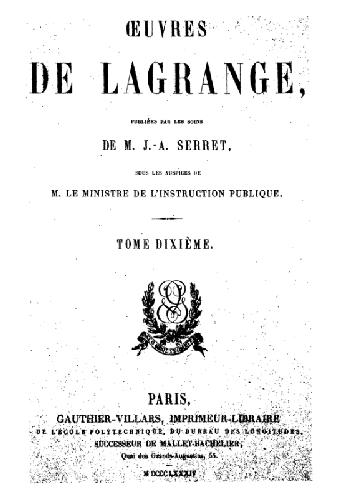 ŒUVRES
DE LAGRANGE,
PUBLIÉES PAR LES SOINS
DE M. J.-A. SERRET,
SOUS LES AUSPICES DE
M. LE MINISTRE DE L'INSTRUCTION PUBLIQUE.
TOME DIXIÈME.
PARIS,
GAUTHIER-VILLARS, IMPRIMEUR-LIBRAIRE
DE L'ÉCOLE POLYTECHNIQUE, DU BUREAU DES LONGITUDES,
SUCCESSEUR DE MALLET-BACHELIER,
Quai des Grands-Augustins, 55.
M DCCCLXXXIV